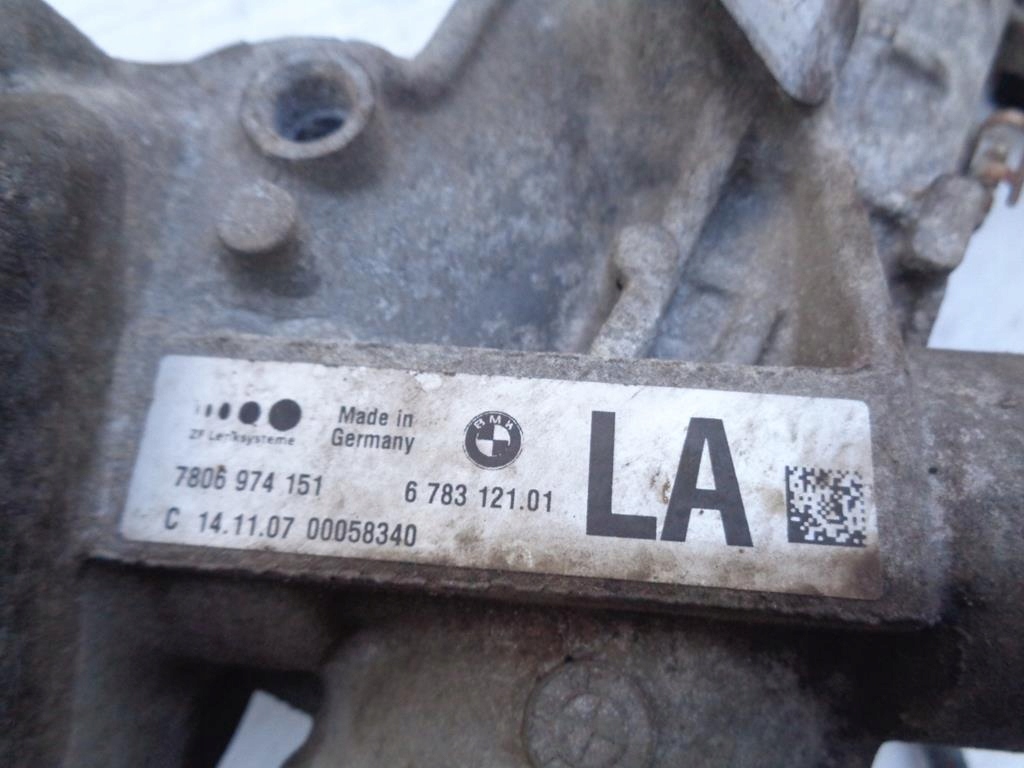 ZF Lenksysteme
Made in
Germany
BMW
7806 974 151
6 783 121.01
C 14.11.07 00058340
LA